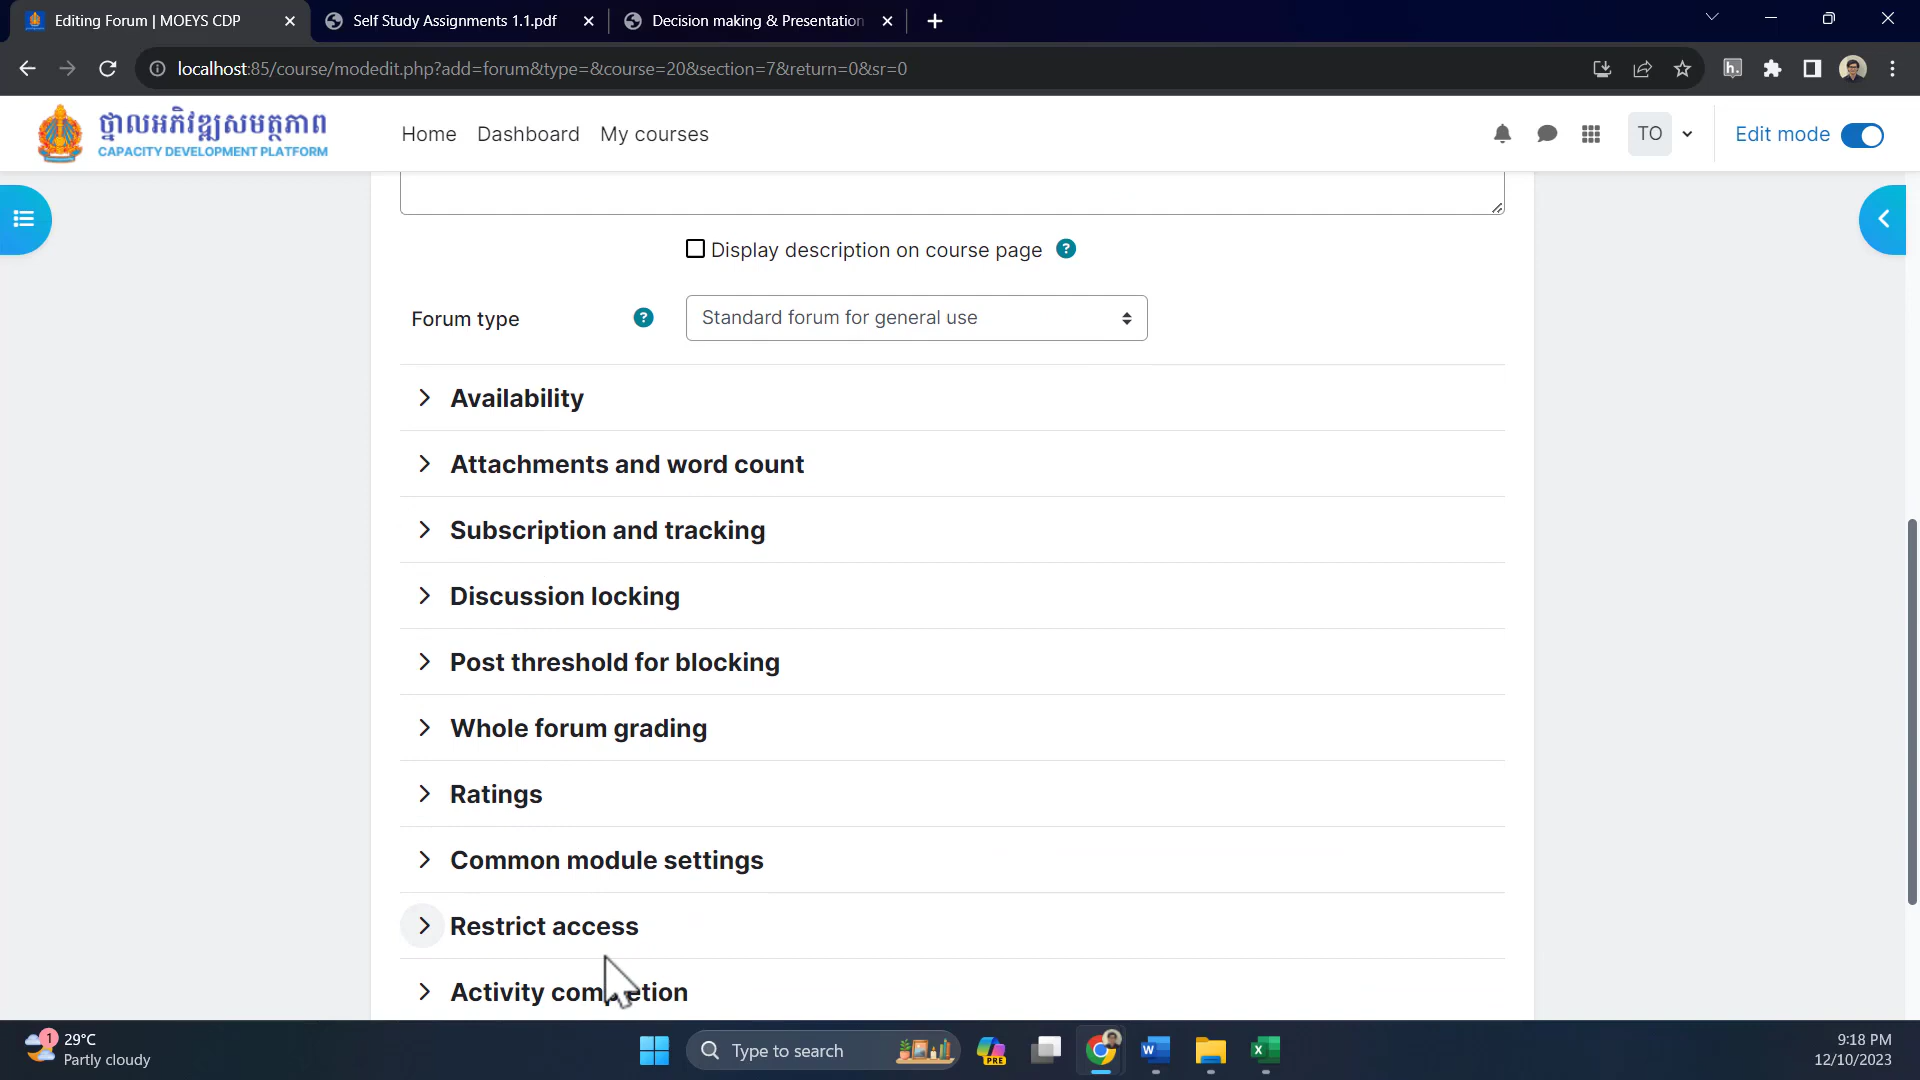 Editing Forum | MOEYS CDP
Self Study Assignments 1.1.pdf
Decision making & Presentation
localhost:85/course/modedit.php?add=forum&type=&course=20&section=7&return=0&sr=0
ថ្នាលអភិវឌ្ឍសមត្ថភាព
CAPACITY DEVELOPMENT PLATFORM
Home
Dashboard
My courses
TO
Edit mode
Display description on course page
Forum type
Standard forum for general use
Availability
Attachments and word count
Subscription and tracking
Discussion locking
Post threshold for blocking
Whole forum grading
Ratings
Common module settings
Restrict access
Activity completion
1
29°C
Partly cloudy
Type to search
PRE
9:18 PM
12/10/2023